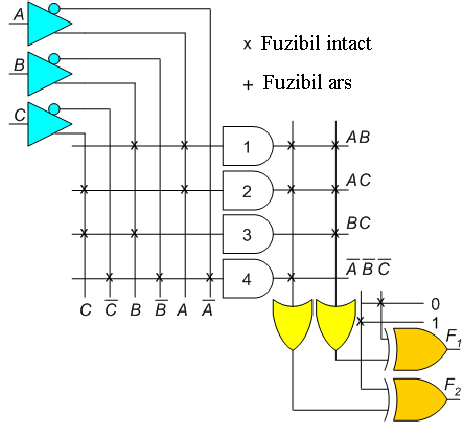 A
x Fuzibil intact
B
+ Fuzibil ars
C
1 AB
2 AC
3 BC
4 A̅ B̅ C̅
C C̅ B B̅ A A̅
0
1
F₁
F₂